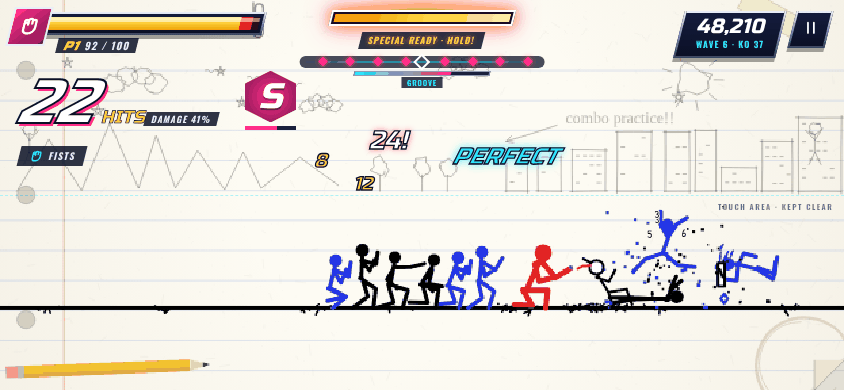 P1 92 / 100
SPECIAL READY · HOLD!
48,210
WAVE 6 · KO 37
GROOVE
22 HITS DAMAGE 41%
S
combo practice!!
24!
PERFECT
8
FISTS
12
TOUCH AREA · KEPT CLEAR
3
5 6